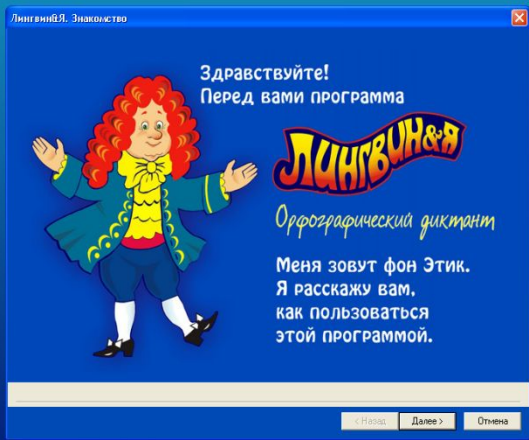 Лингвин&Я. Знакомство
Здравствуйте!
Перед вами программа
ЛИНГВИН&Я
Орфографический диктант
Меня зовут фон Этик.
Я расскажу вам,
как пользоваться
этой программой.
< Назад
Далее >
Отмена